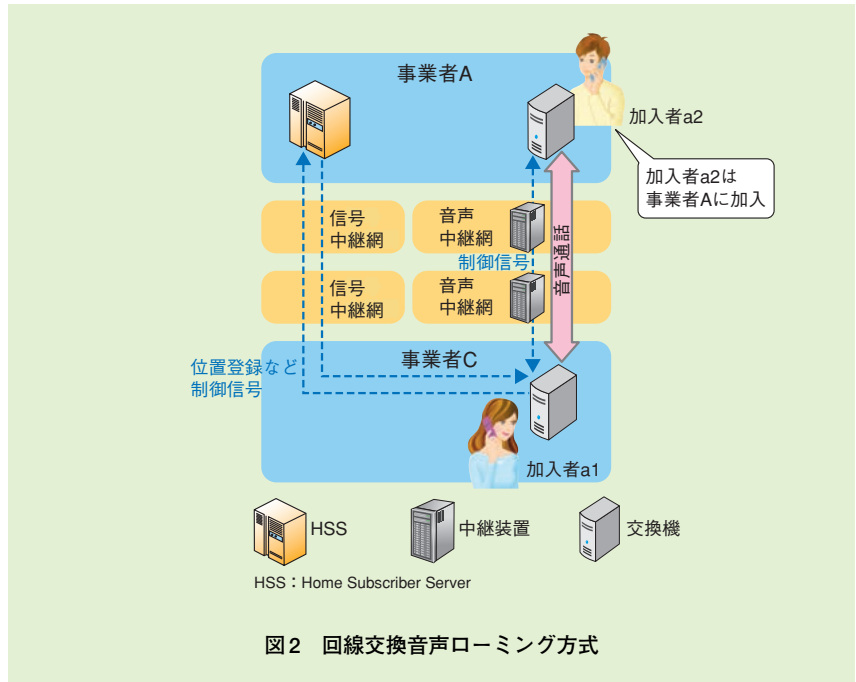 事業者A
加入者a2
加入者a2は
事業者Aに加入
信号
中継網
音声
中継網
制御信号
信号
中継網
音声
中継網
音声通話
事業者C
位置登録など
制御信号
加入者a1
HSS
中継装置
交換機
HSS：Home Subscriber Server
図2 回線交換音声ローミング方式